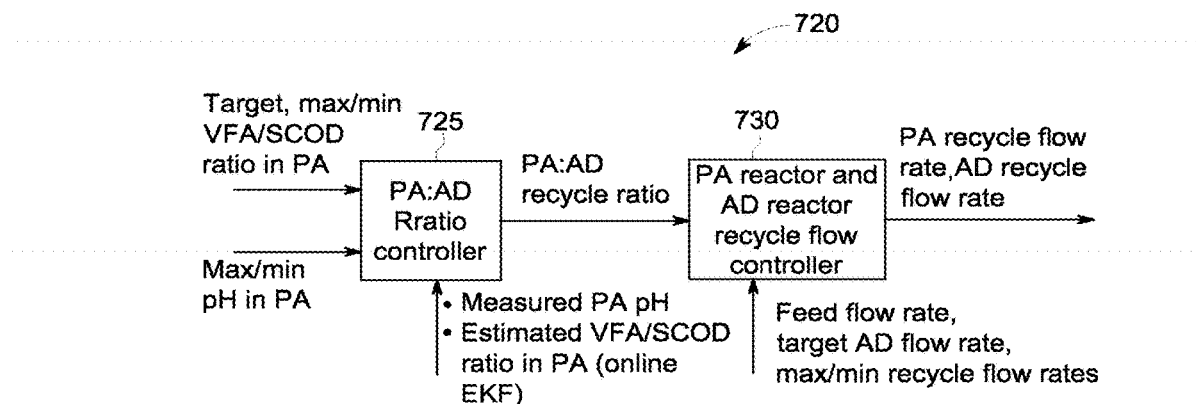 720
Target, max/min
VFA/SCOD
ratio in PA
725
PA:AD
Rratio
controller
Max/min
pH in PA
• Measured PA pH
• Estimated VFA/SCOD
ratio in PA (online
EKF)
PA:AD
recycle ratio
730
PA reactor and
AD reactor
recycle flow
controller
Feed flow rate,
target AD flow rate,
max/min recycle flow rates
PA recycle flow
rate,AD recycle
flow rate